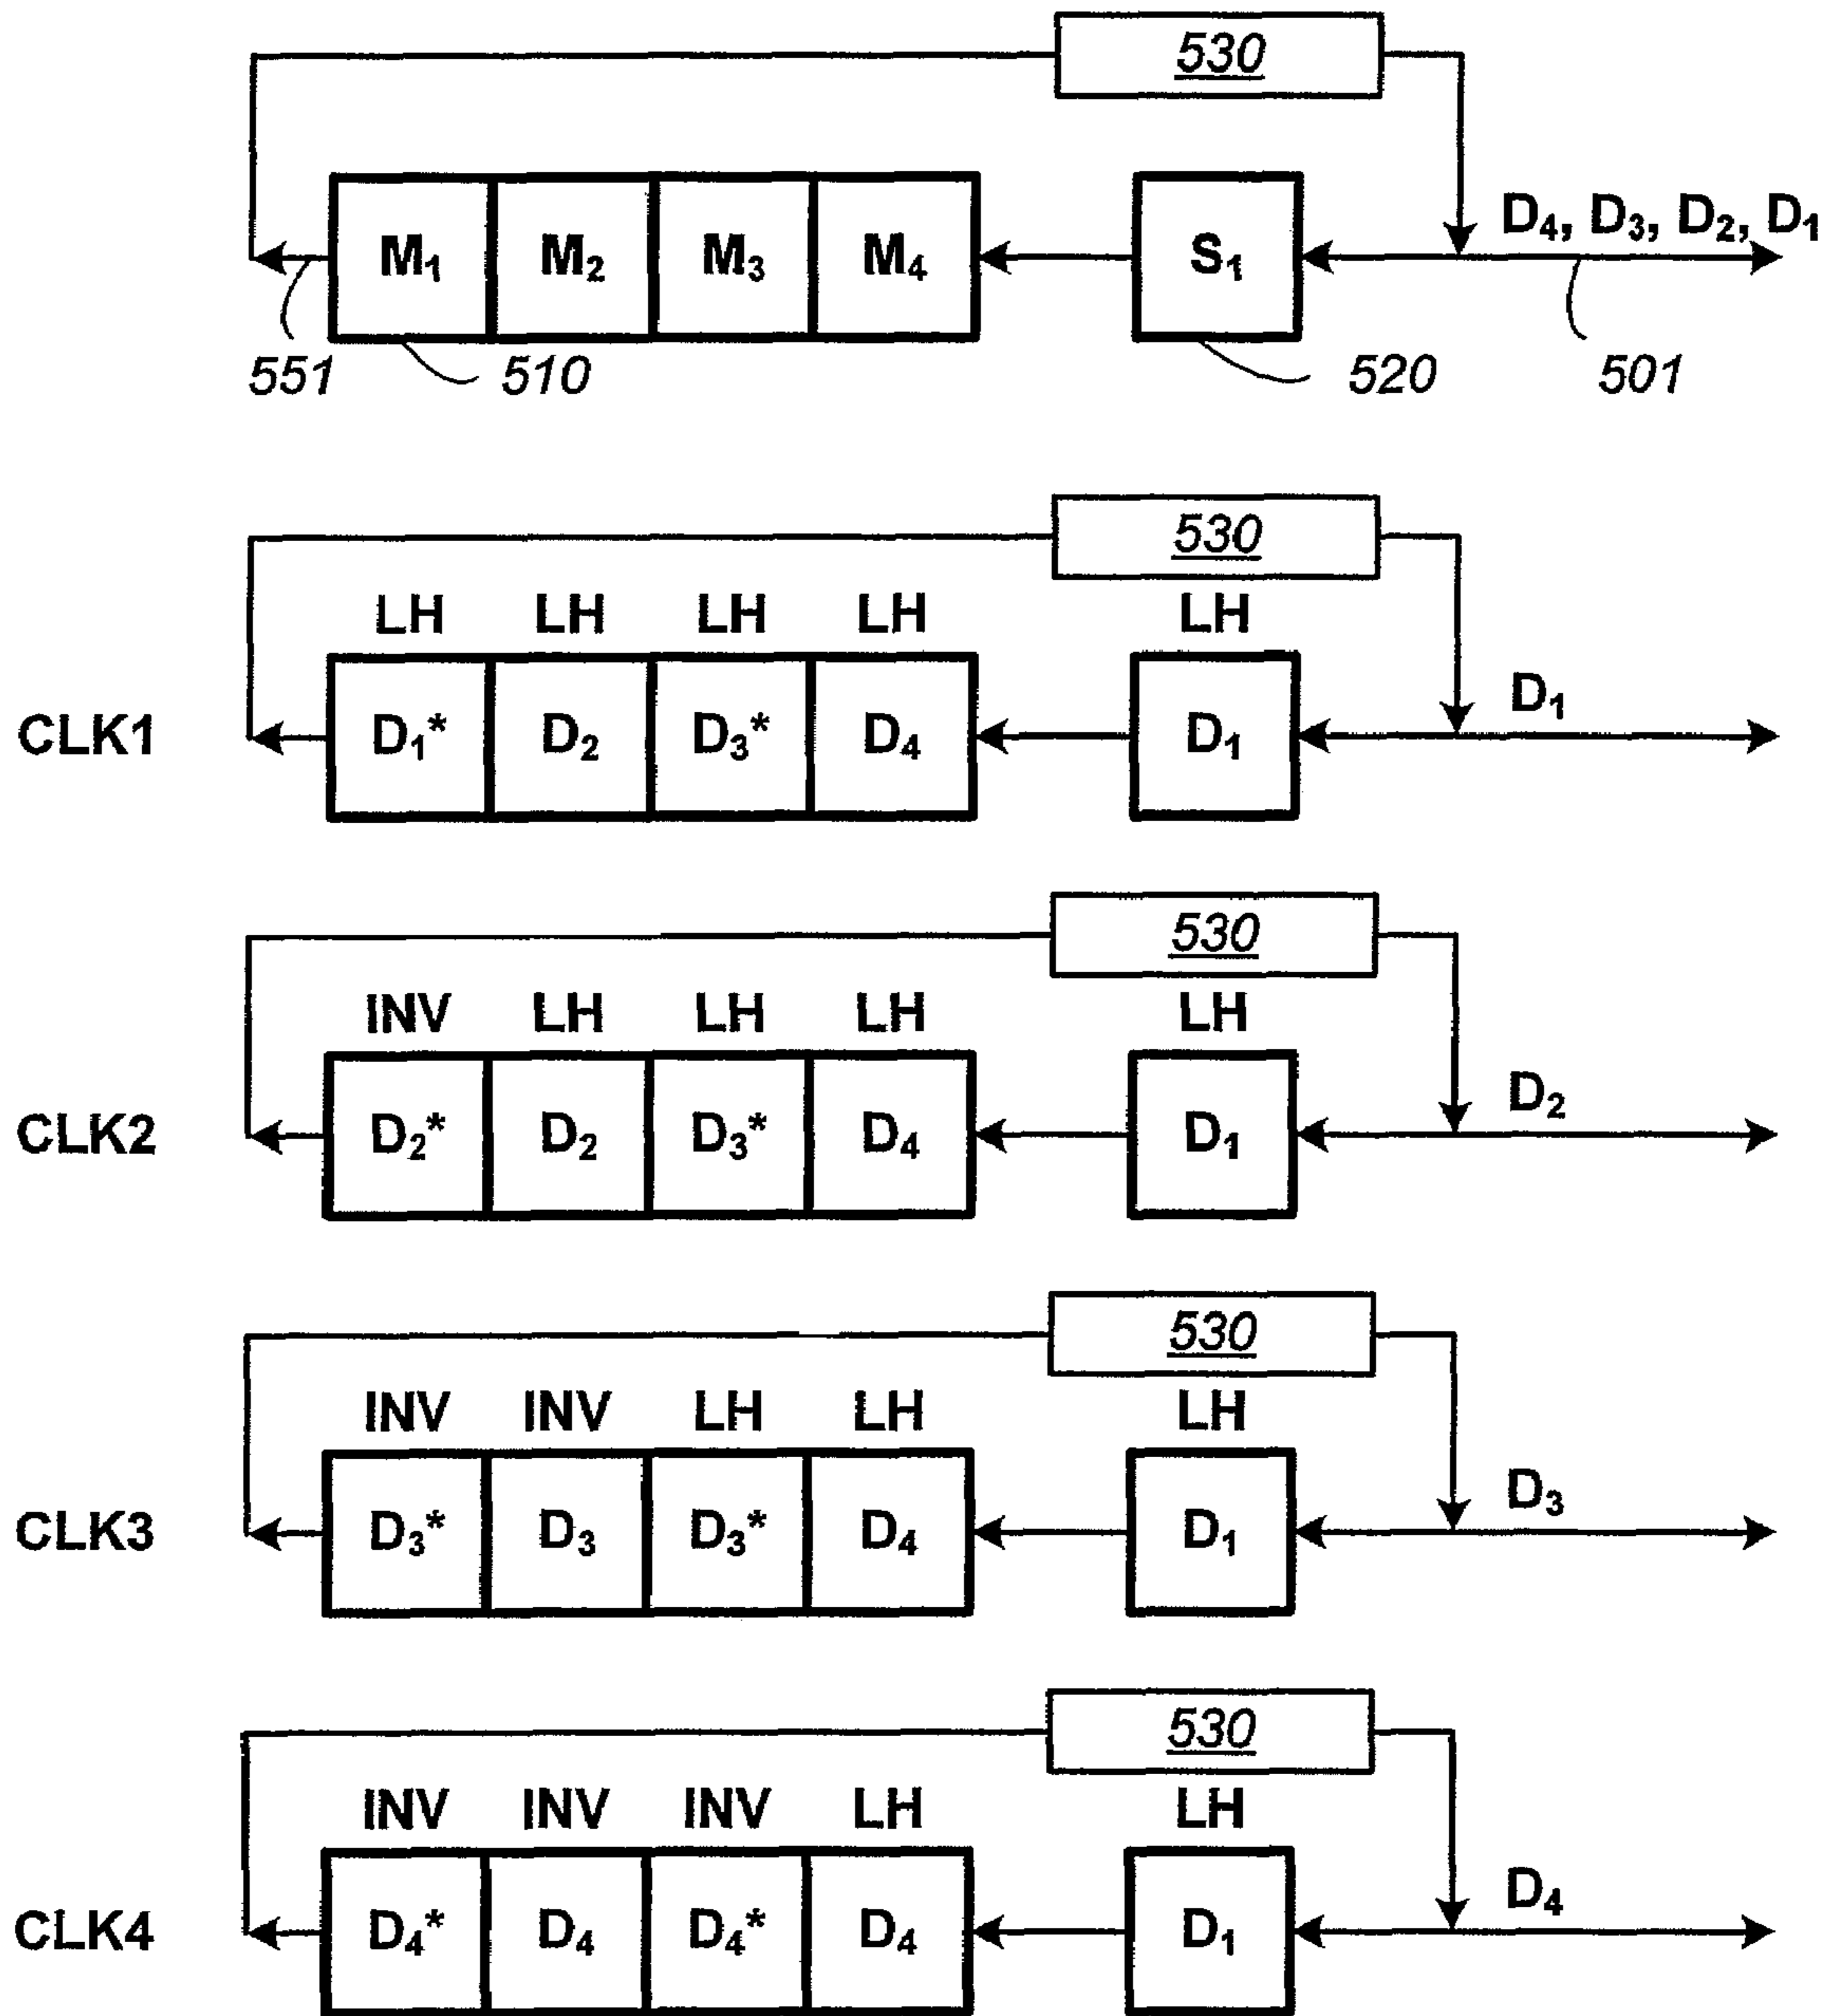 530
D₄, D₃, D₂, D₁
M₁ M₂ M₃ M₄ S₁
551 510 520 501
530
LH LH LH LH LH
D₁
CLK1 D₁* D₂ D₃* D₄ D₁
530
INV LH LH LH LH
D₂
CLK2 D₂* D₂ D₃* D₄ D₁
530
INV INV LH LH LH
D₃
CLK3 D₃* D₃ D₃* D₄ D₁
530
INV INV INV LH LH
D₄
CLK4 D₄* D₄ D₄* D₄ D₁